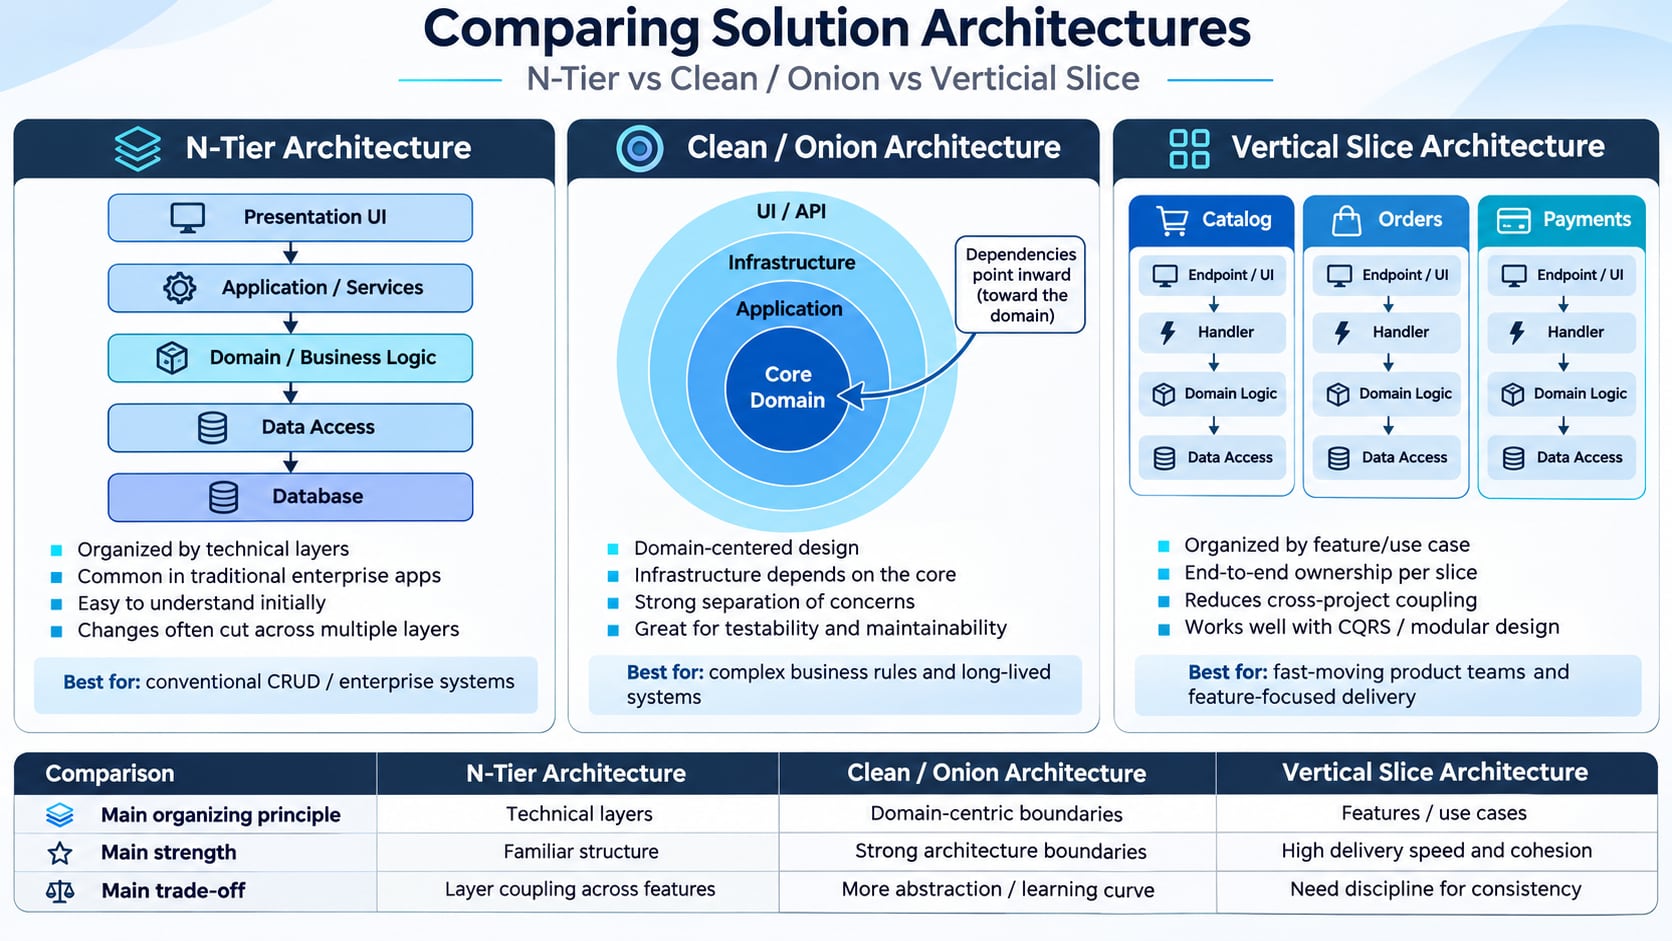 Comparing Solution Architectures
N-Tier vs Clean / Onion vs Verticial Slice
N-Tier Architecture
Presentation UI
Application / Services
Domain / Business Logic
Data Access
Database
Organized by technical layers
Common in traditional enterprise apps
Easy to understand initially
Changes often cut across multiple layers
Best for: conventional CRUD / enterprise systems
Clean / Onion Architecture
UI / API
Infrastructure
Application
Core
Domain
Dependencies
point inward
(toward the
domain)
Domain-centered design
Infrastructure depends on the core
Strong separation of concerns
Great for testability and maintainability
Best for: complex business rules and long-lived
systems
Vertical Slice Architecture
Catalog
Endpoint / UI
Handler
Domain Logic
Data Access
Orders
Endpoint / UI
Handler
Domain Logic
Data Access
Payments
Endpoint / UI
Handler
Domain Logic
Data Access
Organized by feature/use case
End-to-end ownership per slice
Reduces cross-project coupling
Works well with CQRS / modular design
Best for: fast-moving product teams and
feature-focused delivery
Comparison N-Tier Architecture Clean / Onion Architecture Vertical Slice Architecture
Main organizing principle Technical layers Domain-centric boundaries Features / use cases
Main strength Familiar structure Strong architecture boundaries High delivery speed and cohesion
Main trade-off Layer coupling across features More abstraction / learning curve Need discipline for consistency